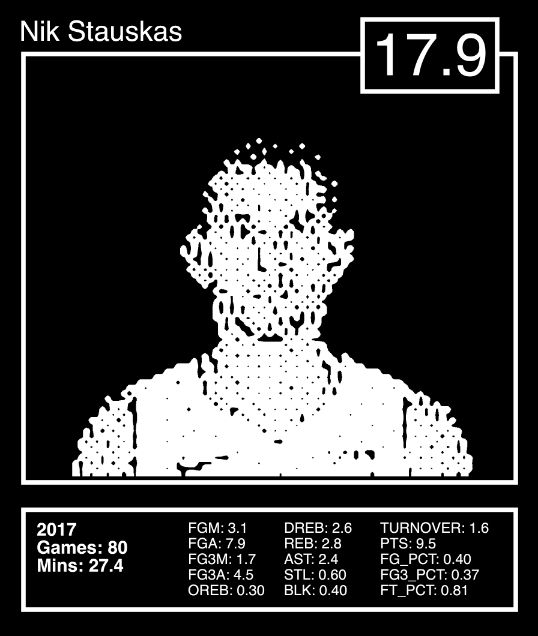 Nik Stauskas
17.9
2017
Games: 80
Mins: 27.4
FGM: 3.1
FGA: 7.9
FG3M: 1.7
FG3A: 4.5
OREB: 0.30
DREB: 2.6
REB: 2.8
AST: 2.4
STL: 0.60
BLK: 0.40
TURNOVER: 1.6
PTS: 9.5
FG_PCT: 0.40
FG3_PCT: 0.37
FT_PCT: 0.81